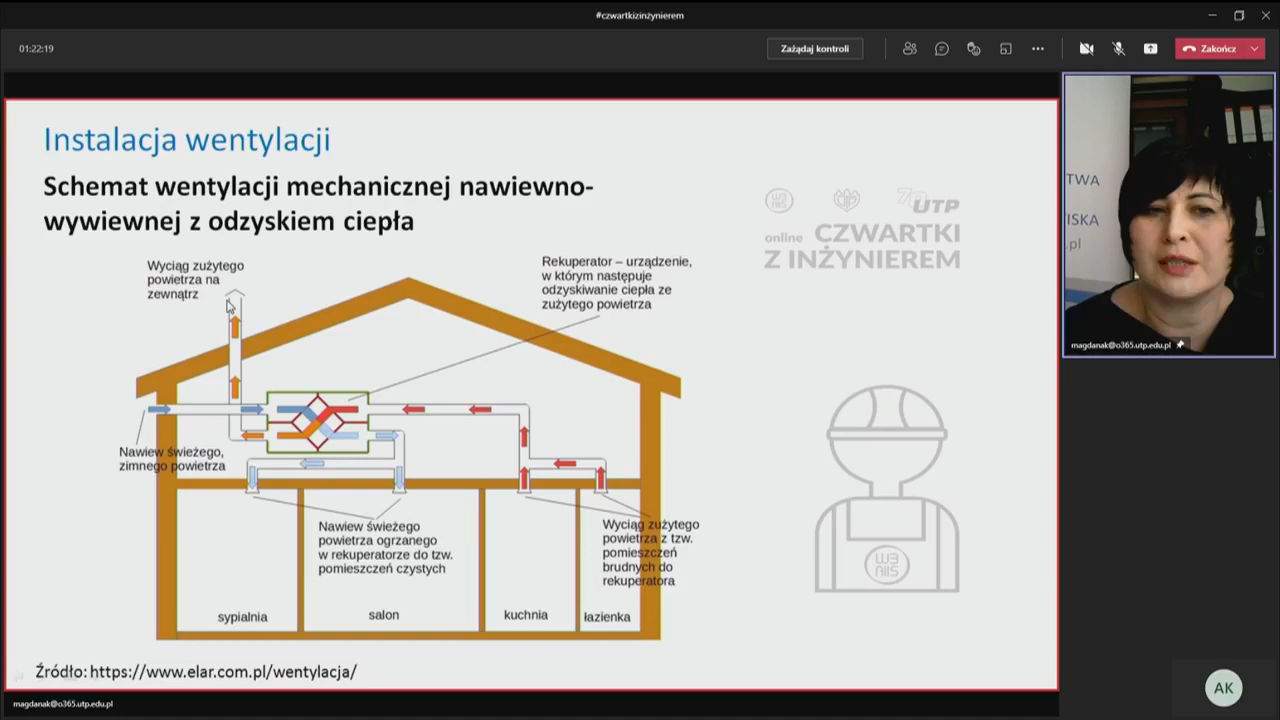 #czwartkizinżynierem
01:22:19
Zażądaj kontroli
Zakończ
Instalacja wentylacji
Schemat wentylacji mechanicznej nawiewno-
wywiewnej z odzyskiem ciepła
Wyciąg zużytego
powietrza na
zewnątrz
Rekuperator – urządzenie,
w którym następuje
odzyskiwanie ciepła ze
zużytego powietrza
Nawiew świeżego,
zimnego powietrza
Nawiew świeżego
powietrza ogrzanego
w rekuperatorze do tzw.
pomieszczeń czystych
Wyciąg zużytego
powietrza z tzw.
pomieszczeń
brudnych do
rekuperatora
sypialnia
salon
kuchnia
łazienka
Źródło: https://www.elar.com.pl/wentylacja/
UTP
online CZWARTKI
Z INŻYNIEREM
TWA
ISKA
.pl
magdanak@o365.utp.edu.pl
AK
magdanak@o365.utp.edu.pl